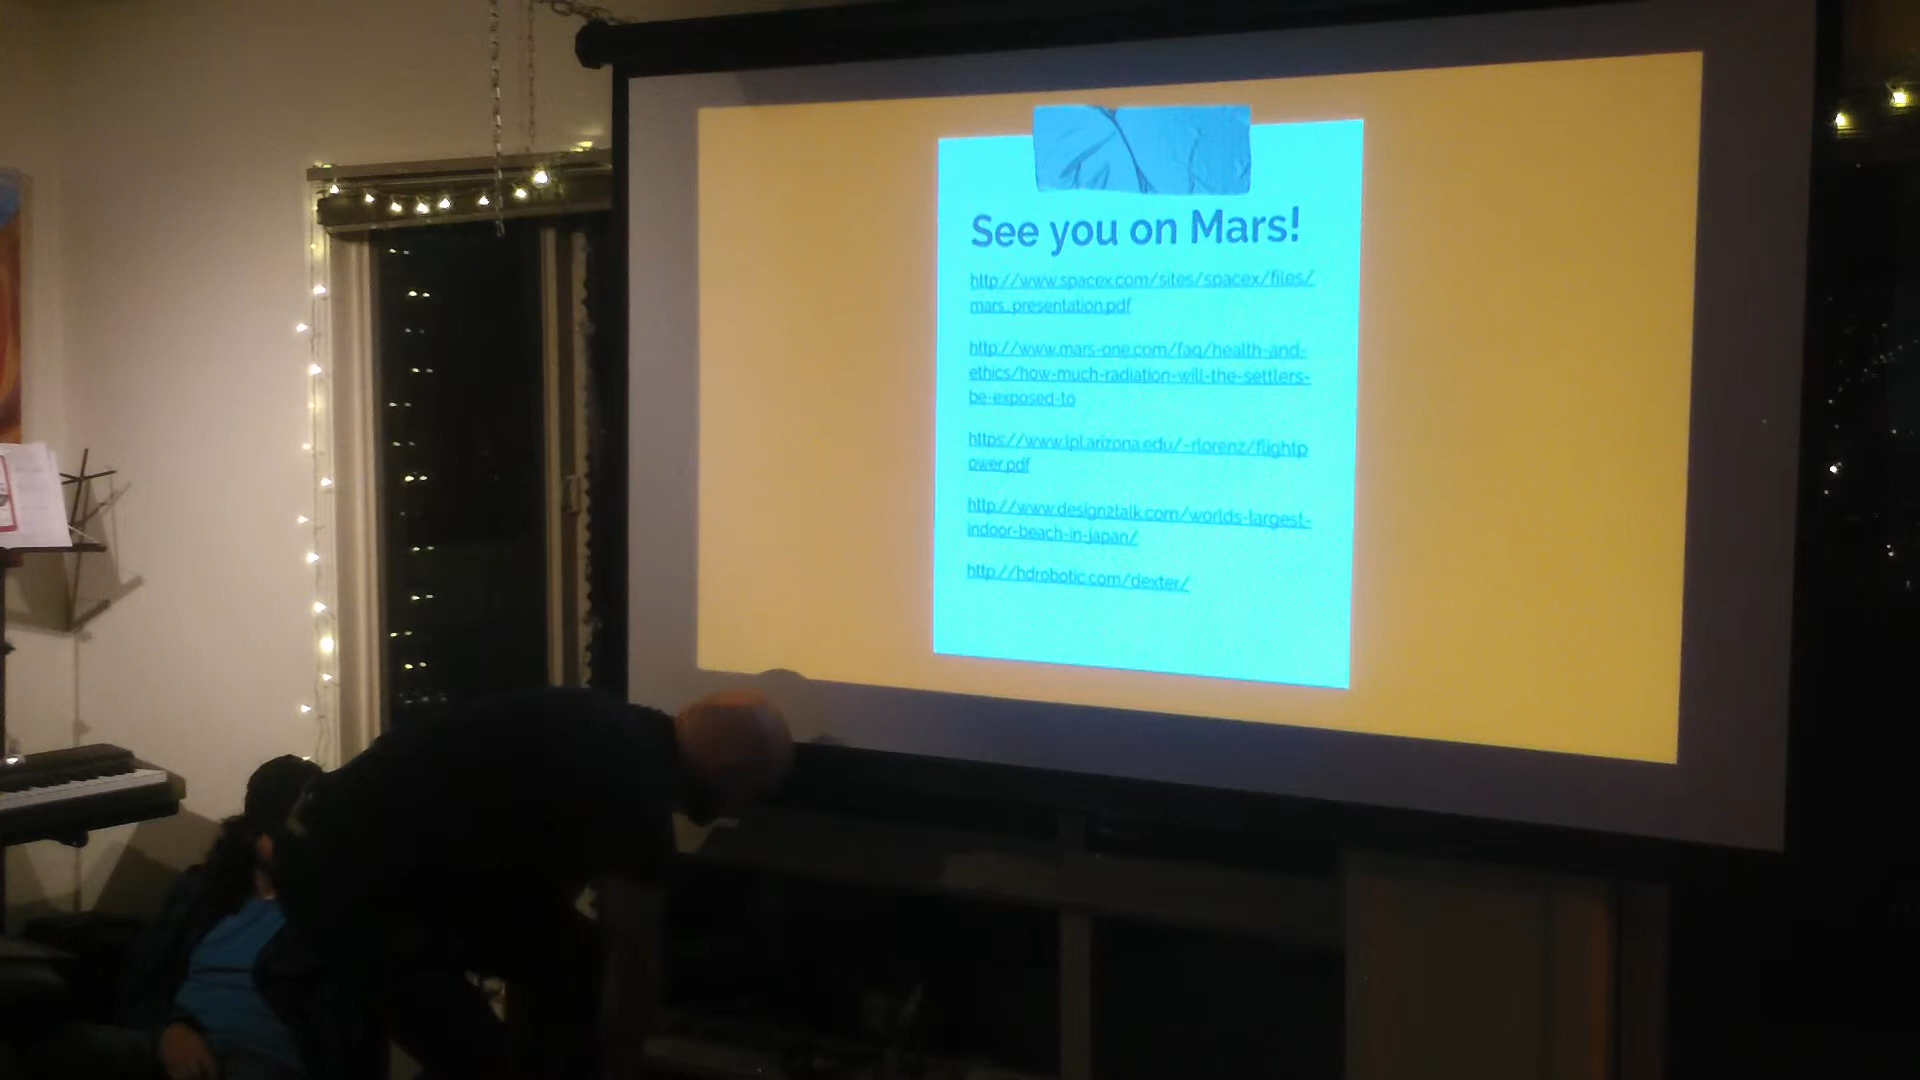 See you on Mars!
http://www.spacex.com/sites/spacex/files/
mars_presentation.pdf
http://www.mars-one.com/faq/health-and-
ethics/how-much-radiation-will-the-settlers-
be-exposed-to
https://www.lpl.arizona.edu/~rlorenz/flightp
ower.pdf
http://www.design2talk.com/worlds-largest-
indoor-beach-in-japan/
http://hdrobotic.com/dexter/